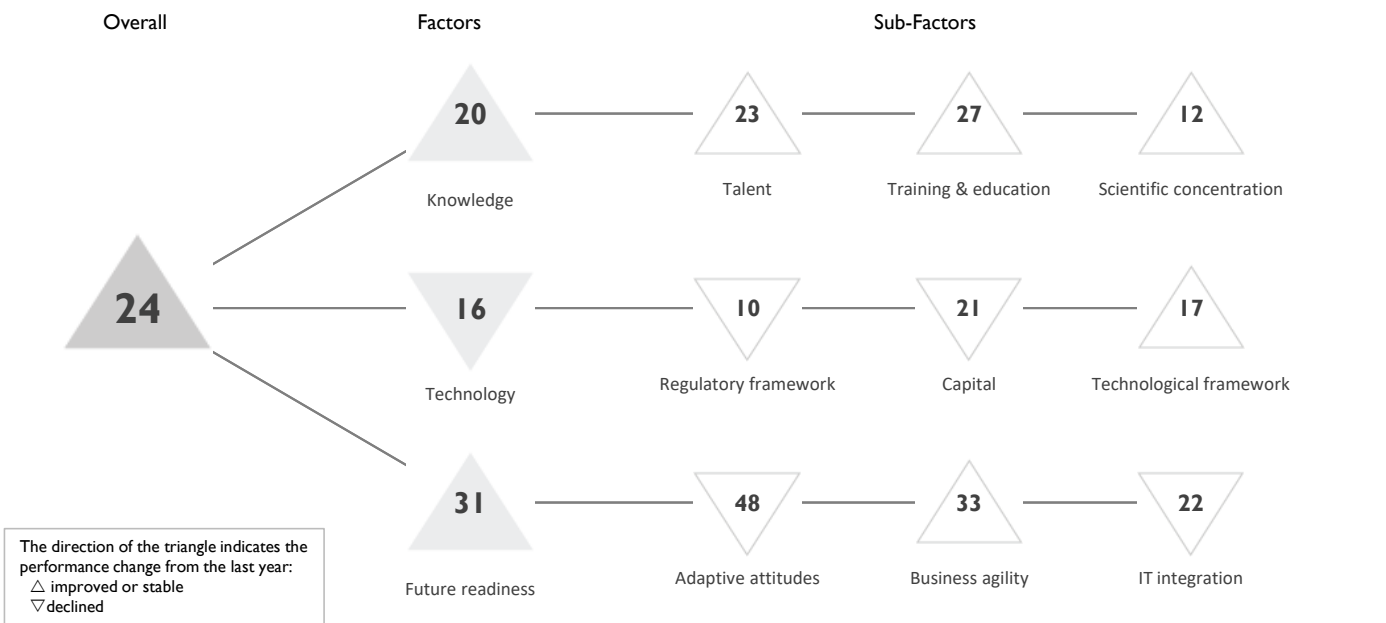 Overall
Factors
Sub-Factors
20
23
27
12
Knowledge
Talent
Training & education
Scientific concentration
24
16
10
21
17
Technology
Regulatory framework
Capital
Technological framework
31
48
33
22
Future readiness
Adaptive attitudes
Business agility
IT integration
The direction of the triangle indicates the
performance change from the last year:
△ improved or stable
▽ declined